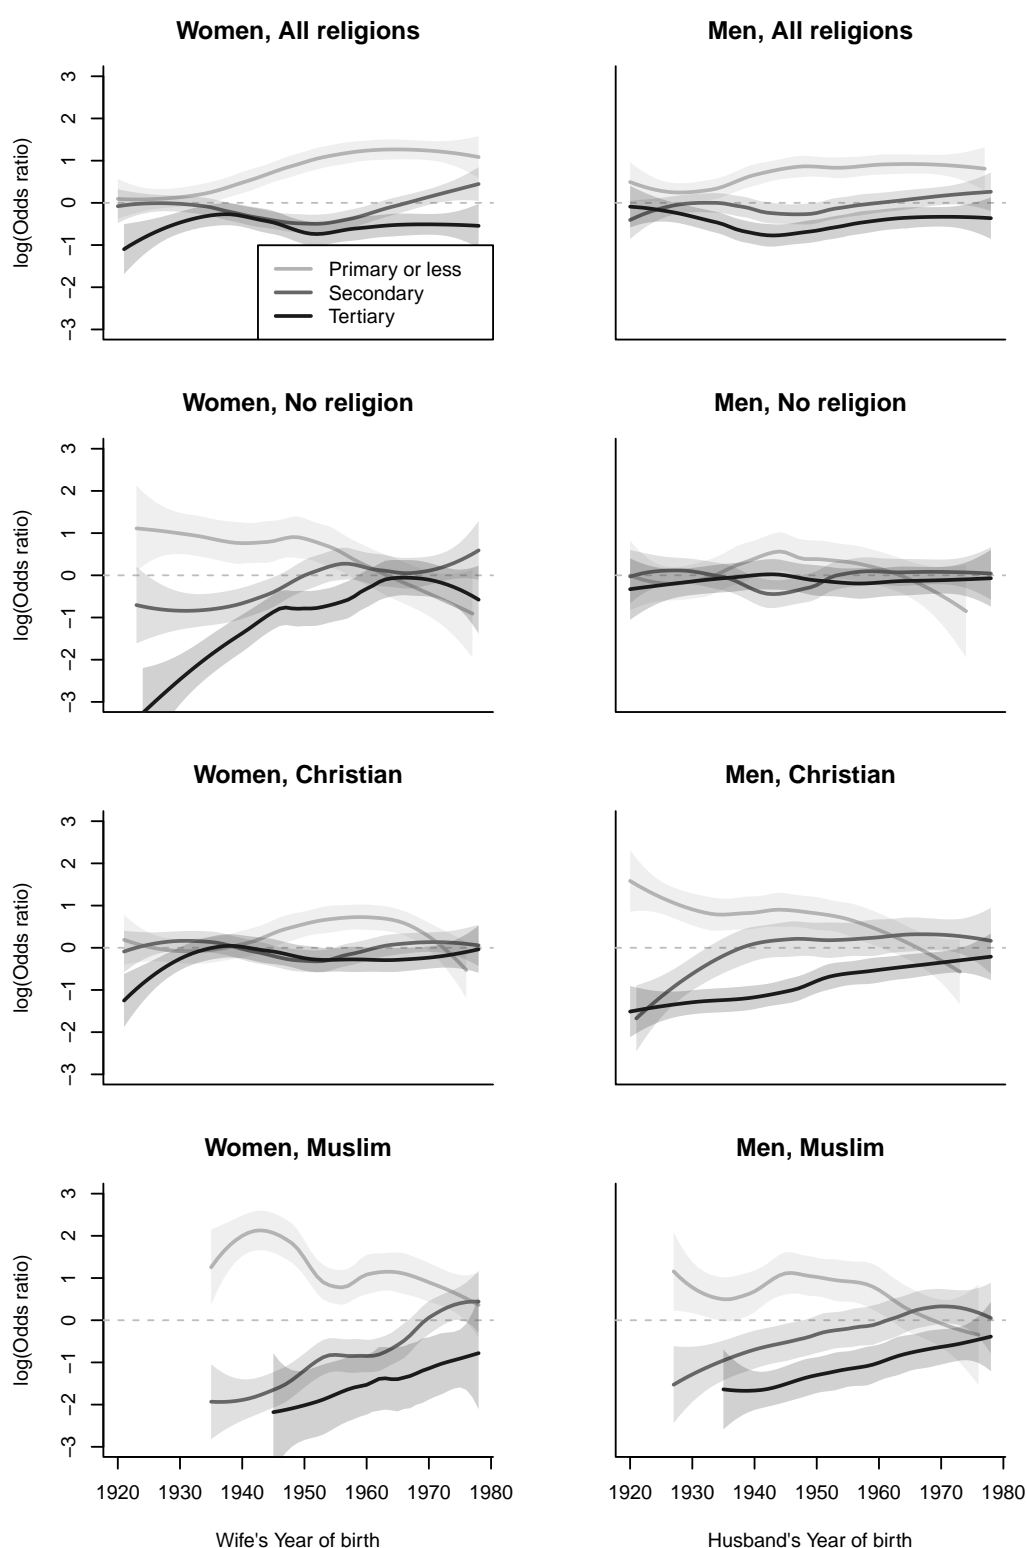 Women, All religions
Men, All religions
log(Odds ratio)
3
2
1
0
−1
−2
−3
Primary or less
Secondary
Tertiary
Women, No religion
Men, No religion
log(Odds ratio)
3
2
1
0
−1
−2
−3
Women, Christian
Men, Christian
log(Odds ratio)
3
2
1
0
−1
−2
−3
Women, Muslim
Men, Muslim
log(Odds ratio)
3
2
1
0
−1
−2
−3
1920 1930 1940 1950 1960 1970 1980
1920 1930 1940 1950 1960 1970 1980
Wife's Year of birth
Husband's Year of birth